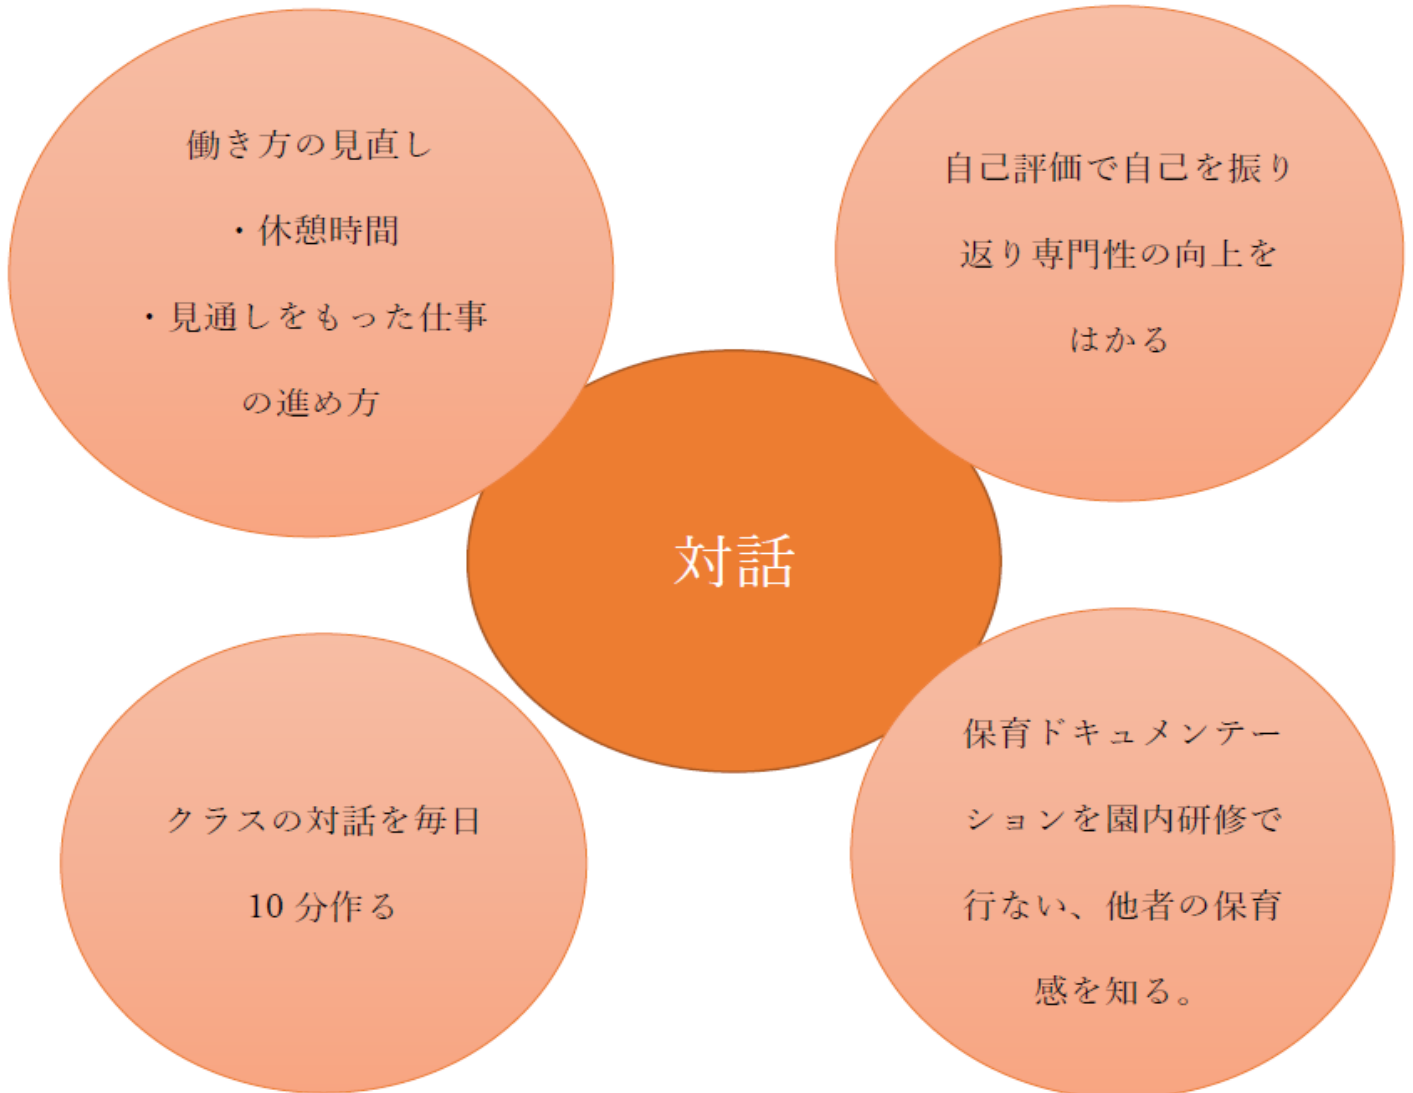 働き方の見直し
・休憩時間
・見通しをもった仕事
の進め方
自己評価で自己を振り
返り専門性の向上を
はかる
対話
クラスの対話を毎日
10 分作る
保育ドキュメンテー
ションを園内研修で
行ない、他者の保育
感を知る。